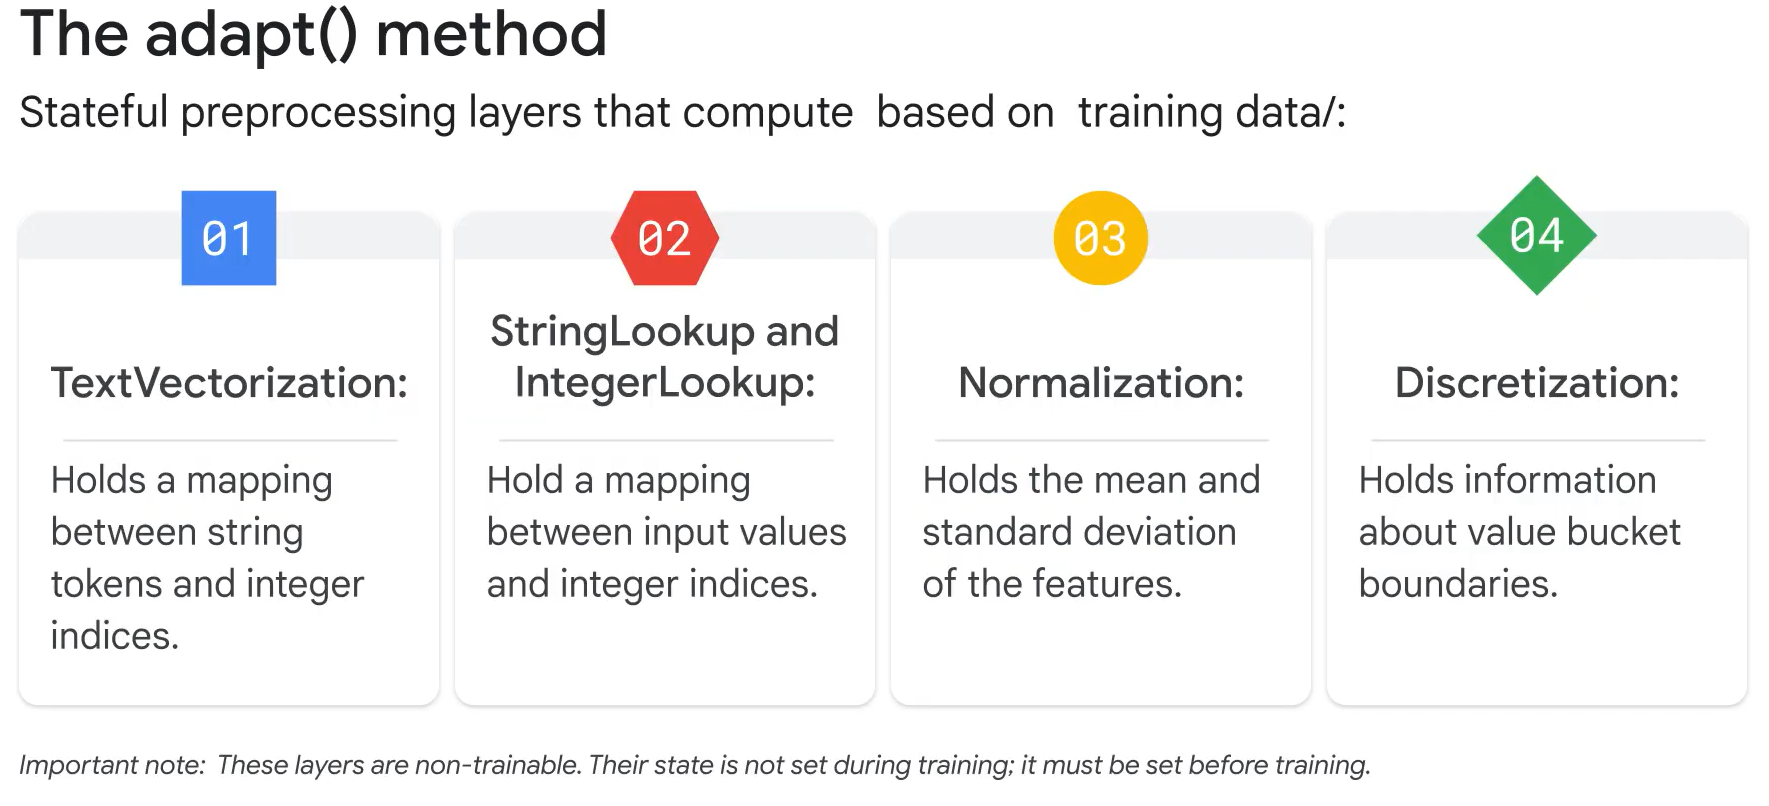 The adapt() method
Stateful preprocessing layers that compute  based on  training data/:
01
TextVectorization:
Holds a mapping
between string
tokens and integer
indices.
02
StringLookup and
IntegerLookup:
Hold a mapping
between input values
and integer indices.
03
Normalization:
Holds the mean and
standard deviation
of the features.
04
Discretization:
Holds information
about value bucket
boundaries.
Important note:  These layers are non-trainable. Their state is not set during training; it must be set before training.